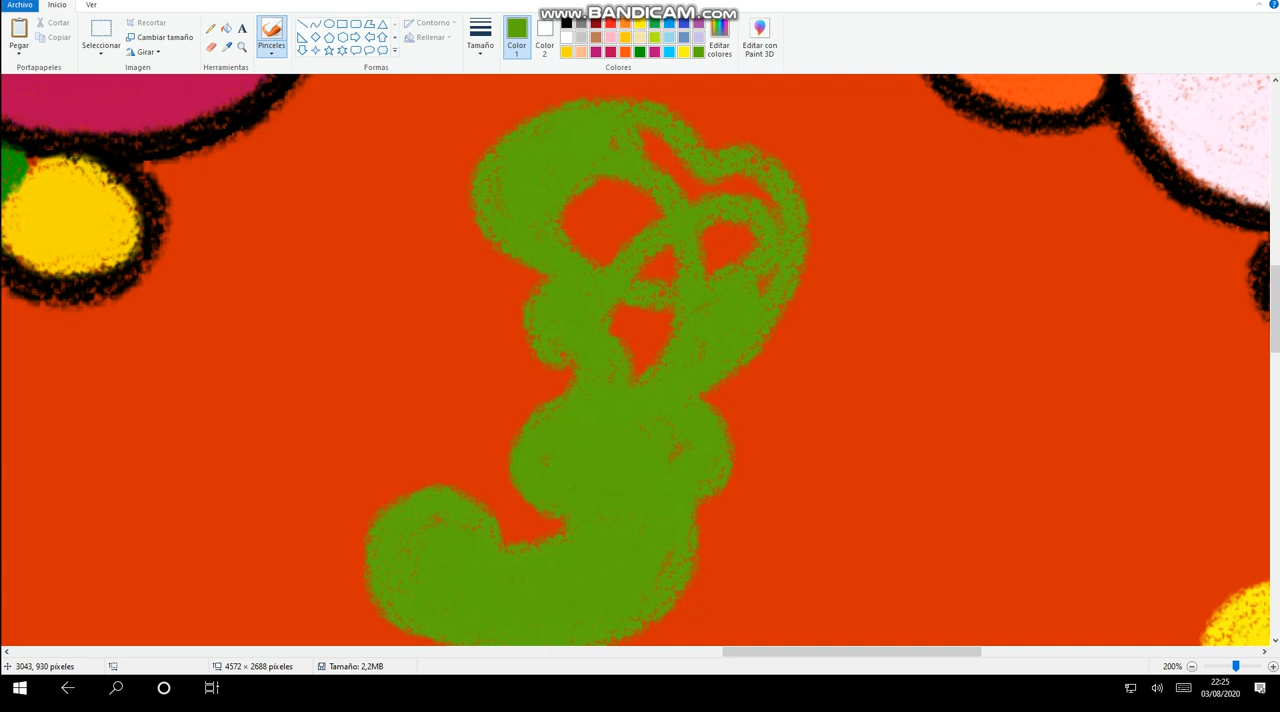 www.BANDICAM.com
Archivo Inicio Ver
Pegar
Cortar
Copiar
Portapapeles
Seleccionar
Recortar
Cambiar tamaño
Girar
Imagen
A
Herramientas
Pinceles
Contorno
Rellenar
Formas
Tamaño
Color 1
Color 2
Editar colores
Colores
Editar con Paint 3D
3043, 930 píxeles
4572 × 2688 píxeles
Tamaño: 2,2MB
200%
22:25
03/08/2020